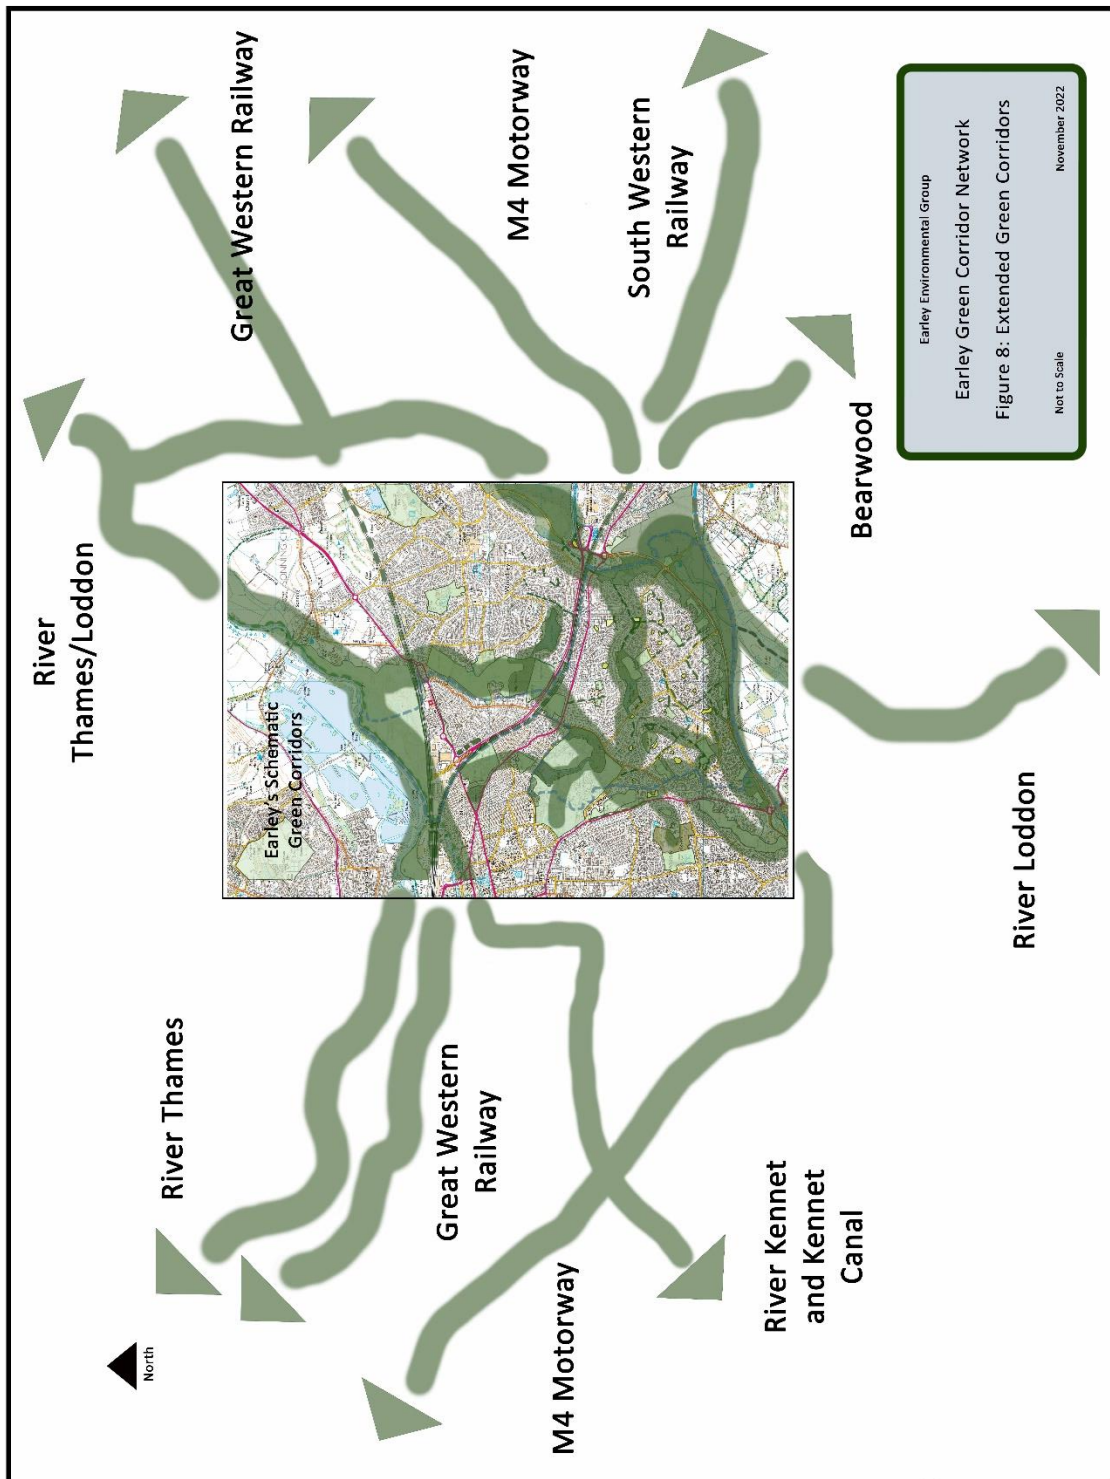 River
Thames/Loddon
North
River Thames
Great Western Railway
Earley's Schematic
Green Corridors
Great Western
Railway
M4 Motorway
M4 Motorway
South Western
Railway
River Kennet
and Kennet
Canal
Bearwood
River Loddon
Earley Environmental Group
Earley Green Corridor Network
Figure 8: Extended Green Corridors
Not to Scale November 2022